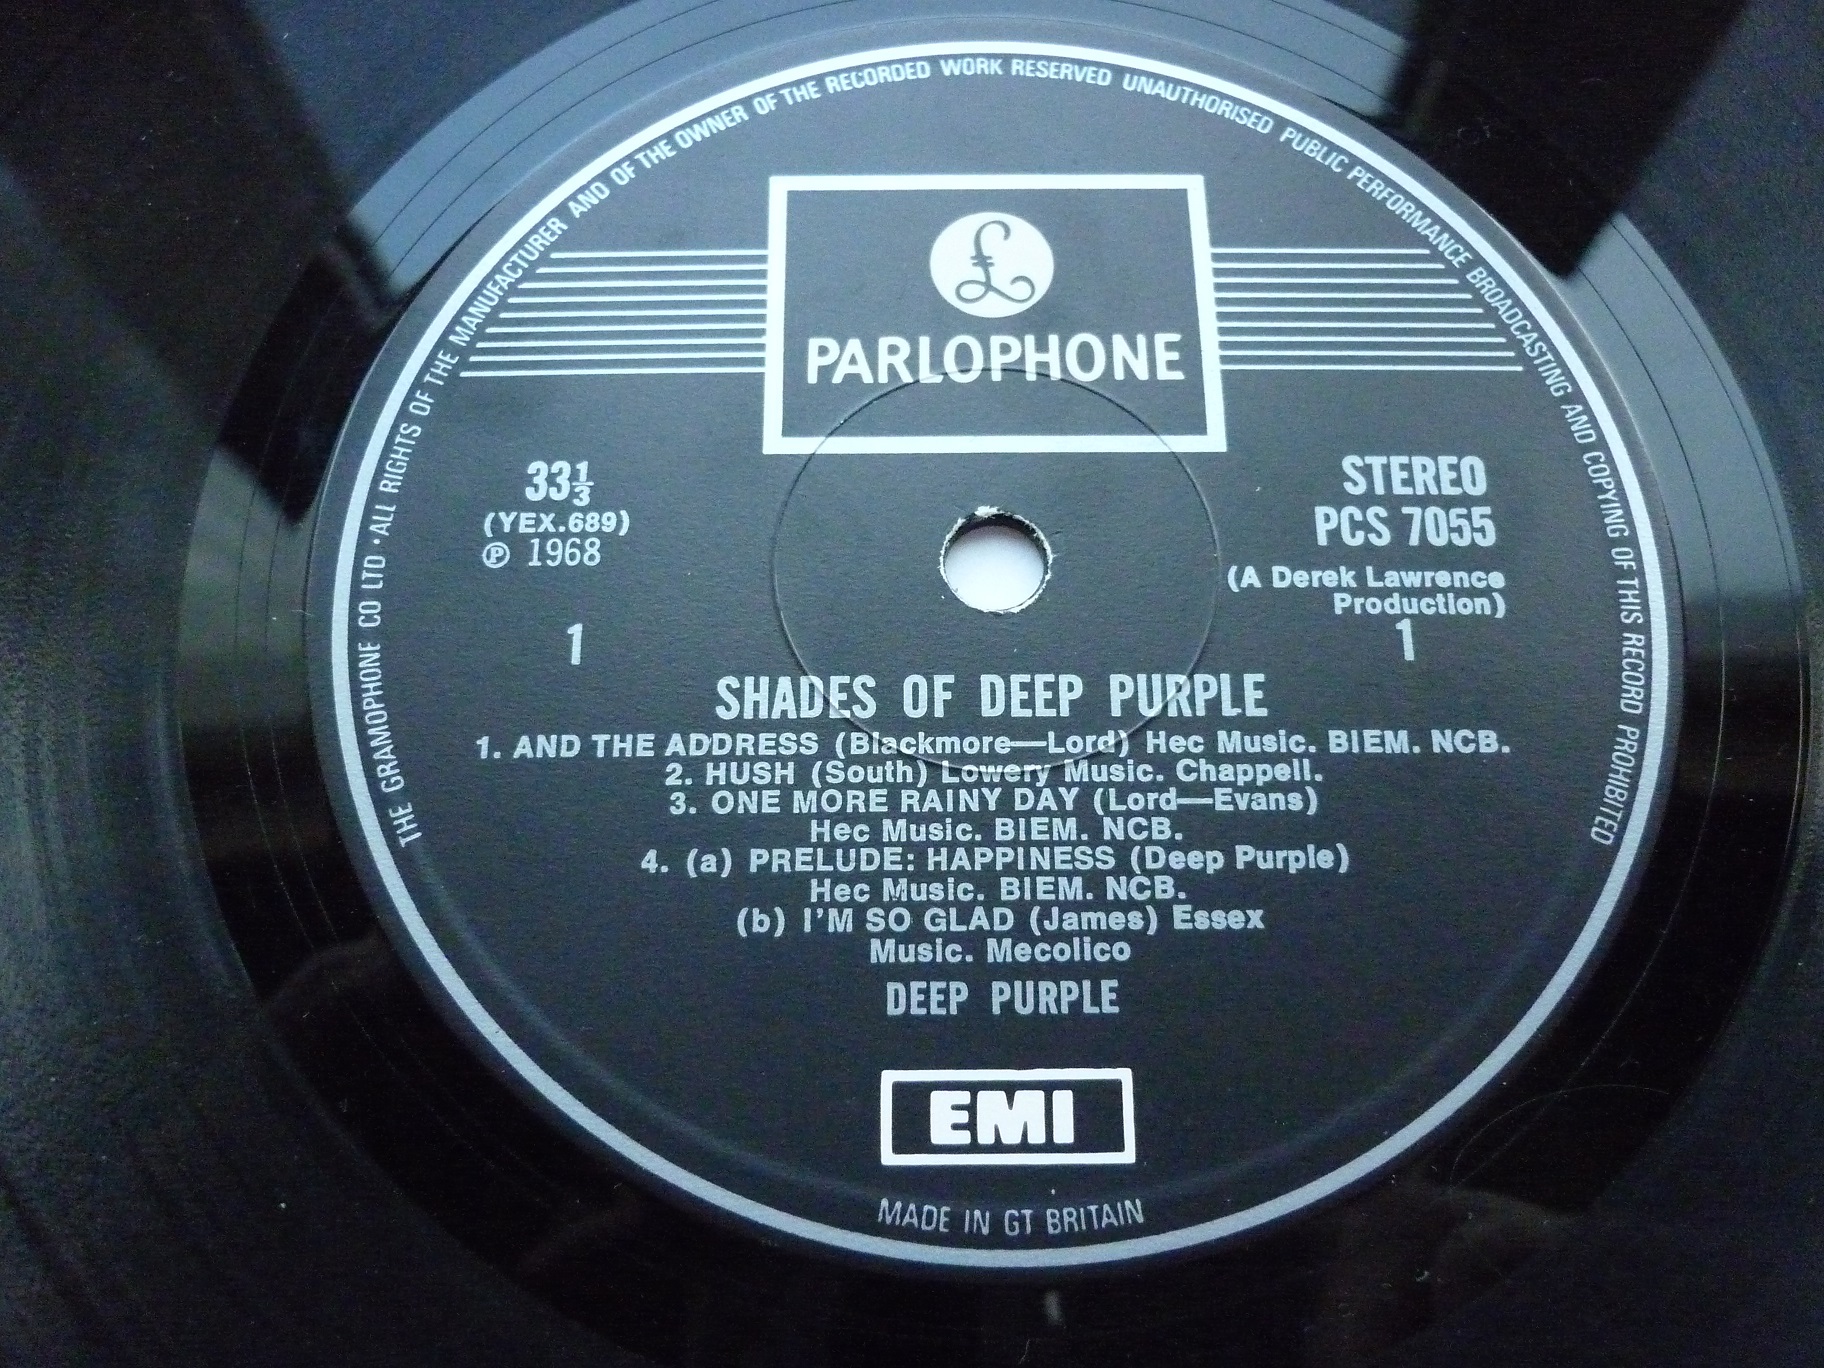 THE GRAMOPHONE CO LTD · ALL RIGHTS OF THE MANUFACTURER AND OF THE OWNER OF THE RECORDED WORK RESERVED UNAUTHORISED PUBLIC PERFORMANCE BROADCASTING AND COPYING OF THIS RECORD PROHIBITED
£
PARLOPHONE
33⅓
(YEX.689)
℗ 1968
1
STEREO
PCS 7055
(A Derek Lawrence
Production)
1
SHADES OF DEEP PURPLE
1. AND THE ADDRESS (Blackmore—Lord) Hec Music. BIEM. NCB.
2. HUSH (South) Lowery Music. Chappell.
3. ONE MORE RAINY DAY (Lord—Evans)
Hec Music. BIEM. NCB.
4. (a) PRELUDE: HAPPINESS (Deep Purple)
Hec Music. BIEM. NCB.
(b) I'M SO GLAD (James) Essex
Music. Mecolico
DEEP PURPLE
EMI
MADE IN GT BRITAIN